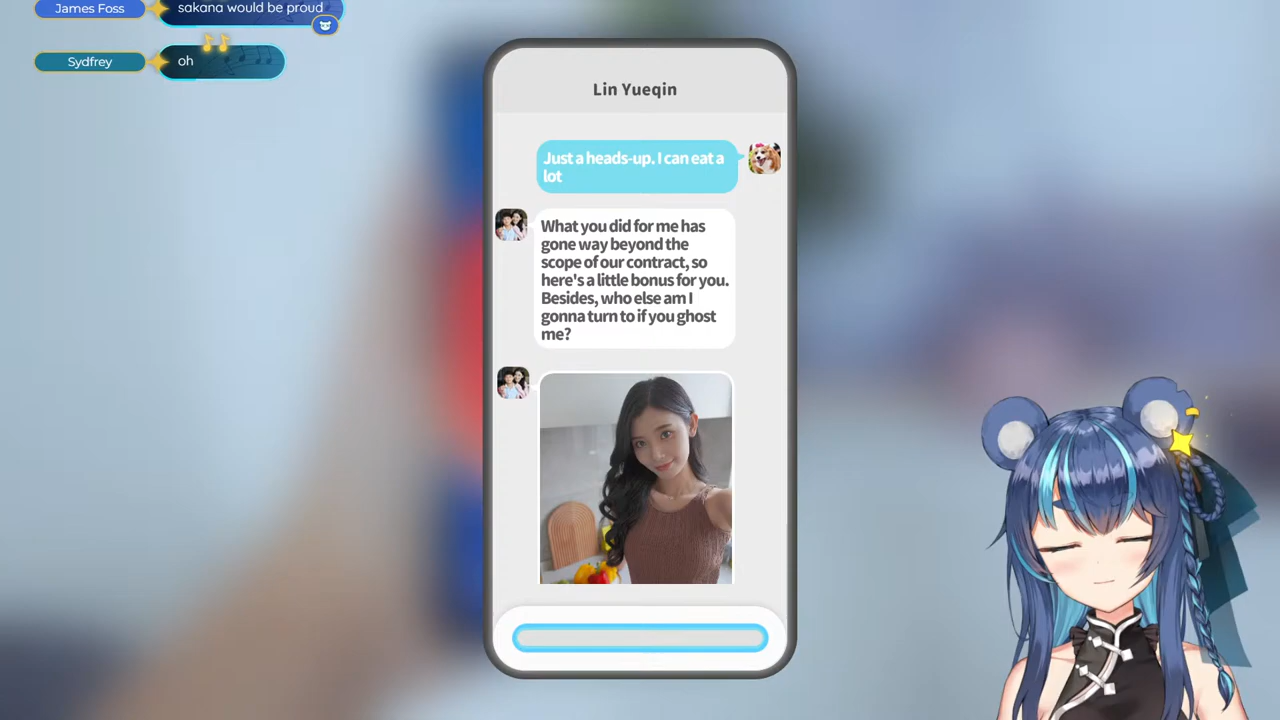 James Foss
sakana would be proud
Sydfrey
oh
Lin Yueqin
Just a heads-up. I can eat a
lot
What you did for me has
gone way beyond the
scope of our contract, so
here's a little bonus for you.
Besides, who else am I
gonna turn to if you ghost
me?